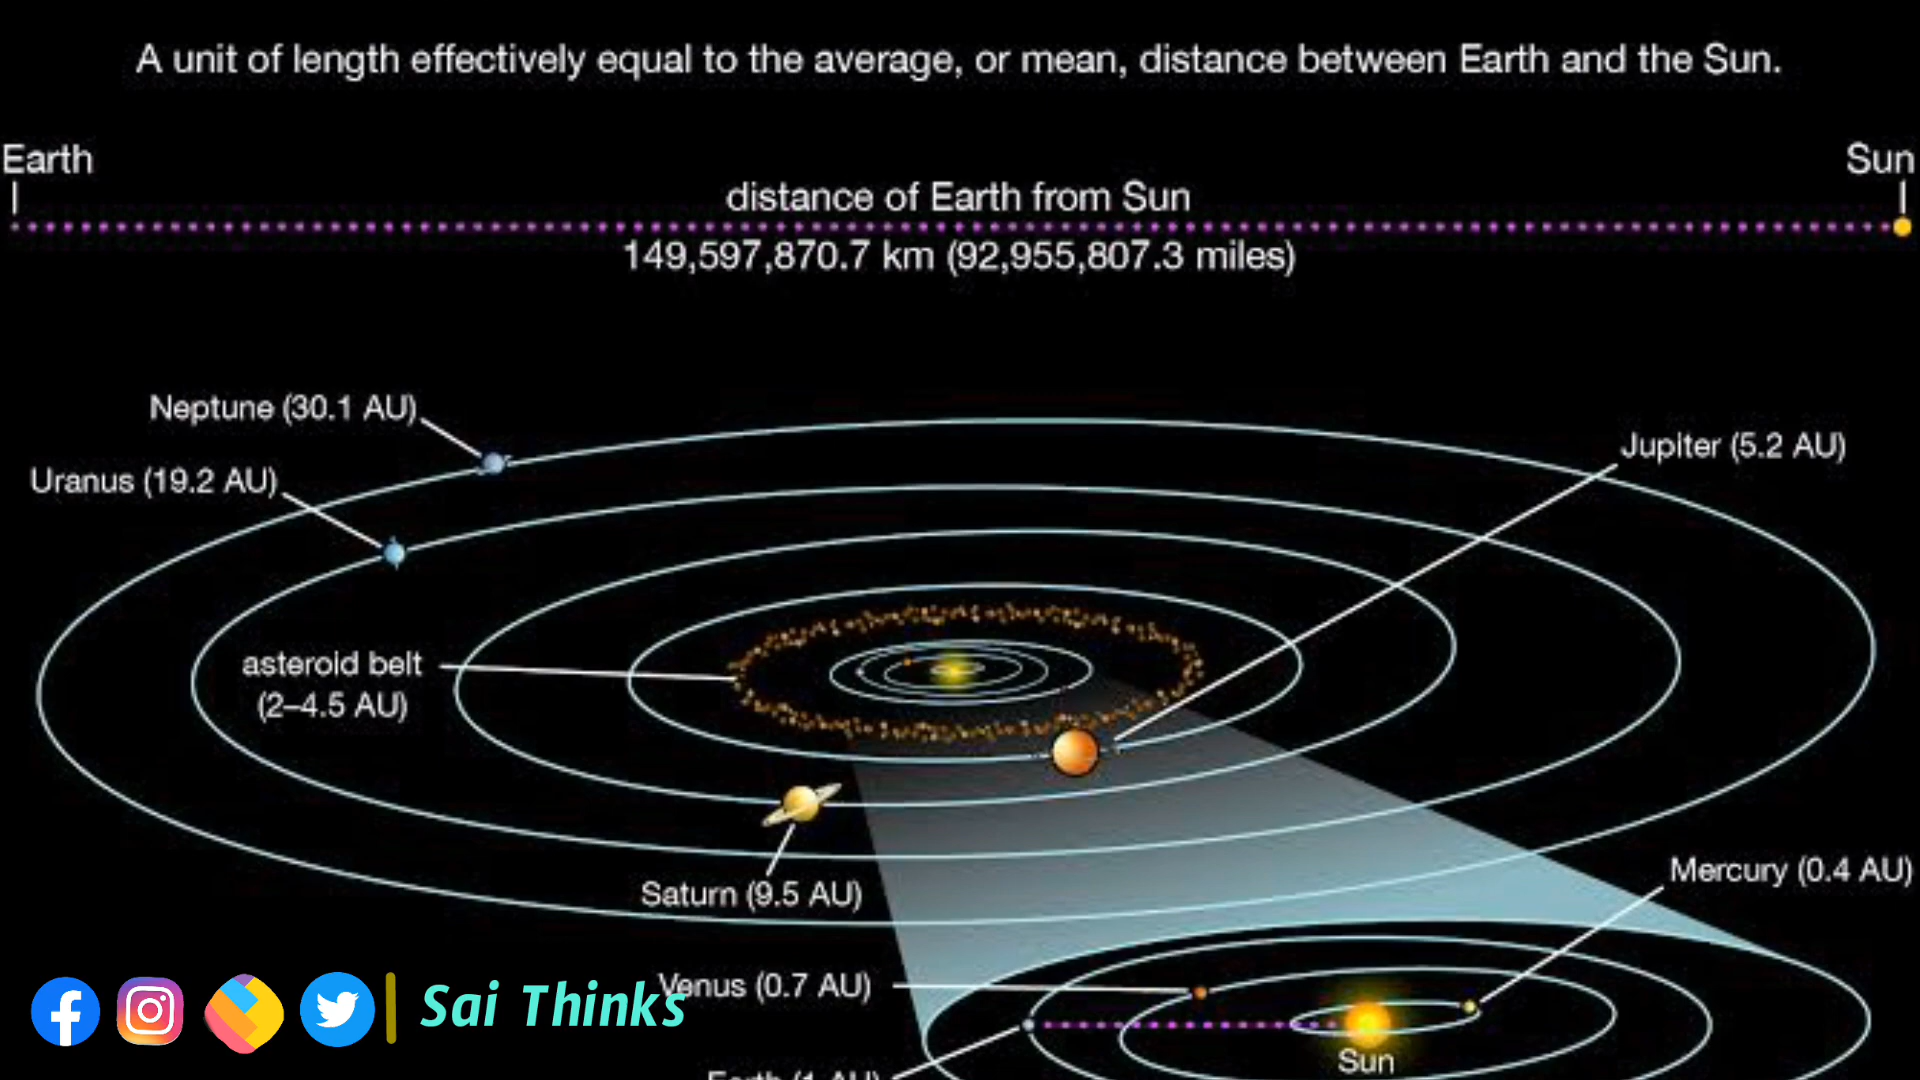 A unit of length effectively equal to the average, or mean, distance between Earth and the Sun.
Earth
Sun
distance of Earth from Sun
149,597,870.7 km (92,955,807.3 miles)
Neptune (30.1 AU)
Jupiter (5.2 AU)
Uranus (19.2 AU)
asteroid belt
(2–4.5 AU)
Saturn (9.5 AU)
Mercury (0.4 AU)
Venus (0.7 AU)
Sai Thinks
Sun
Earth (1 AU)